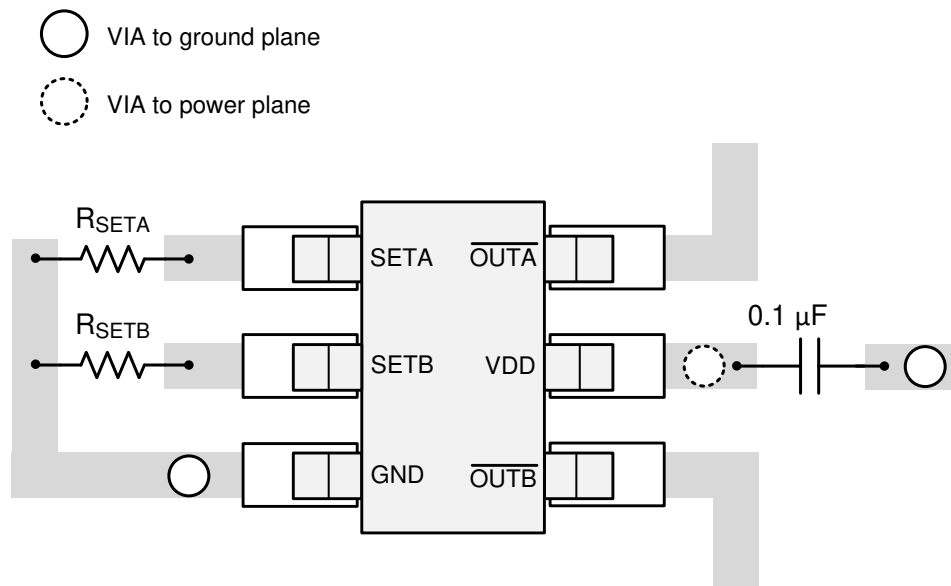 VIA to ground plane
VIA to power plane
RSETA
SETA
OUTA
RSETB
SETB
VDD
0.1 μF
GND
OUTB